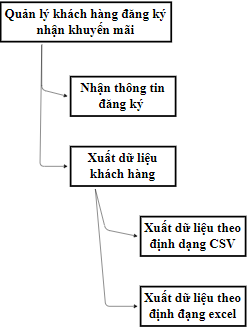 Quản lý khách hàng đăng ký
nhận khuyến mãi
Nhận thông tin
đăng ký
Xuất dữ liệu
khách hàng
Xuất dữ liệu theo
định dạng CSV
Xuất dữ liệu theo
định đạng excel